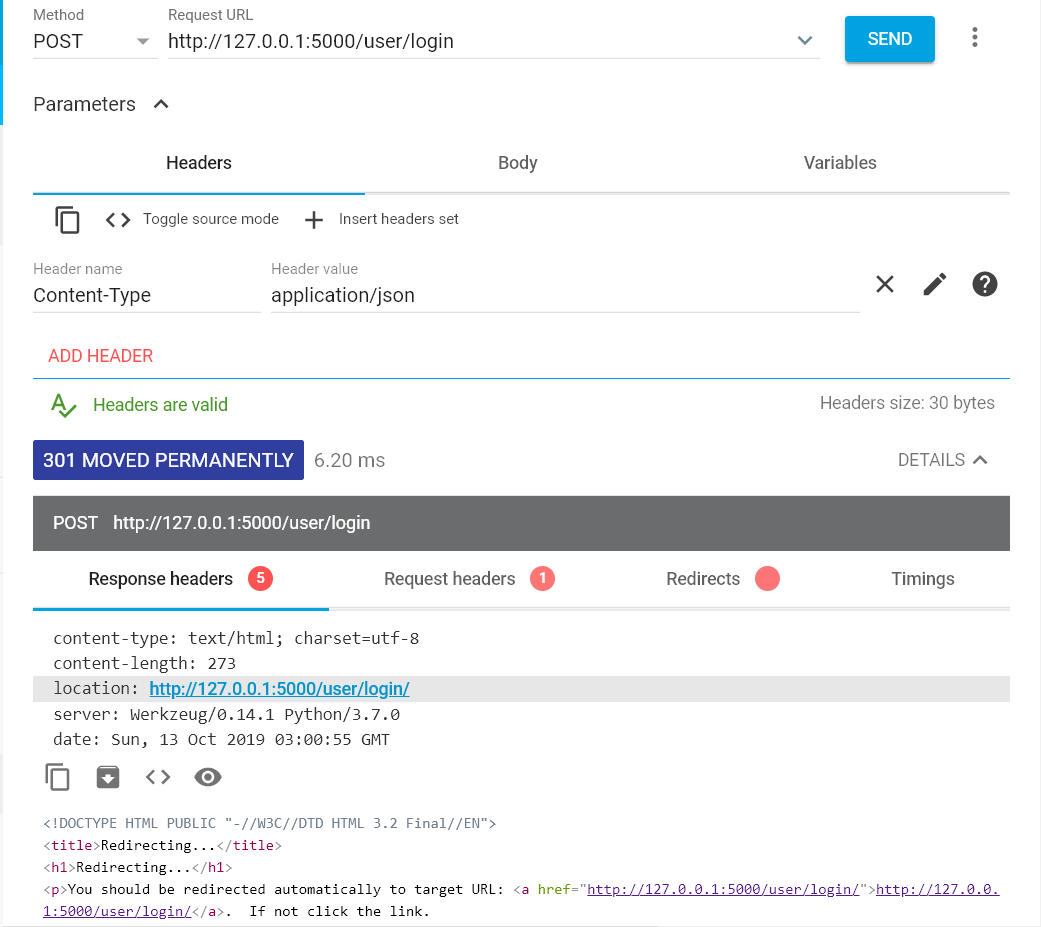 Method Request URL
POST http://127.0.0.1:5000/user/login SEND
Parameters
Headers Body Variables
Toggle source mode Insert headers set
Header name Header value
Content-Type application/json
ADD HEADER
Headers are valid Headers size: 30 bytes
301 MOVED PERMANENTLY 6.20 ms DETAILS
POST http://127.0.0.1:5000/user/login
Response headers 5 Request headers 1 Redirects Timings
content-type: text/html; charset=utf-8
content-length: 273
location: http://127.0.0.1:5000/user/login/
server: Werkzeug/0.14.1 Python/3.7.0
date: Sun, 13 Oct 2019 03:00:55 GMT
<!DOCTYPE HTML PUBLIC "-//W3C//DTD HTML 3.2 Final//EN">
<title>Redirecting...</title>
<h1>Redirecting...</h1>
<p>You should be redirected automatically to target URL: <a href="http://127.0.0.1:5000/user/login/">http://127.0.0.
1:5000/user/login/</a>.  If not click the link.